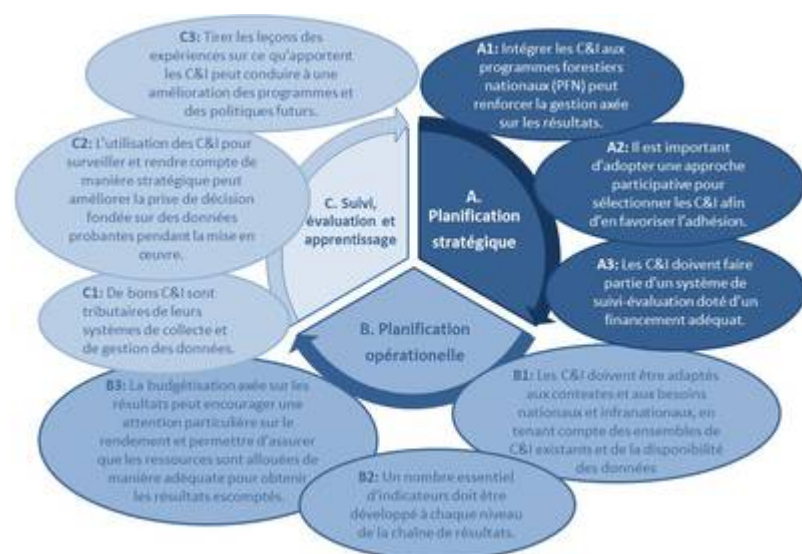 C3: Tirer les leçons des
expériences sur ce qu'apportent
les C&I peut conduire à une
amélioration des programmes et
des politiques futurs.
A1: Intégrer les C&I aux
programmes forestiers
nationaux (PFN) peut
renforcer la gestion axée
sur les résultats.
C2: L'utilisation des C&I pour
surveiller et rendre compte de
manière stratégique peut
améliorer la prise de décision
fondée sur des données
probantes pendant la mise en
œuvre.
A2: Il est important
d'adopter une approche
participative pour
sélectionner les C&I afin
d'en favoriser l'adhésion.
C. Suivi,
évaluation et
apprentissage
A.
Planification
stratégique
A3: Les C&I doivent faire
partie d'un système de
suivi-évaluation doté d'un
financement adéquat.
C1: De bons C&I sont
tributaires de leurs
systèmes de collecte et
de gestion des données.
B. Planification
opérationelle
B1: Les C&I doivent être adaptés
aux contextes et aux besoins
nationaux et infranationaux, en
tenant compte des ensembles de
C&I existants et de la disponibilité
des données
B3: La budgétisation axée sur les
résultats peut encourager une
attention particulière sur le
rendement et permettre d'assurer
que les ressources sont allouées de
manière adéquate pour obtenir
les résultats escomptés.
B2: Un nombre essentiel
d'indicateurs doit être
développé à chaque niveau
de la chaîne de résultats.